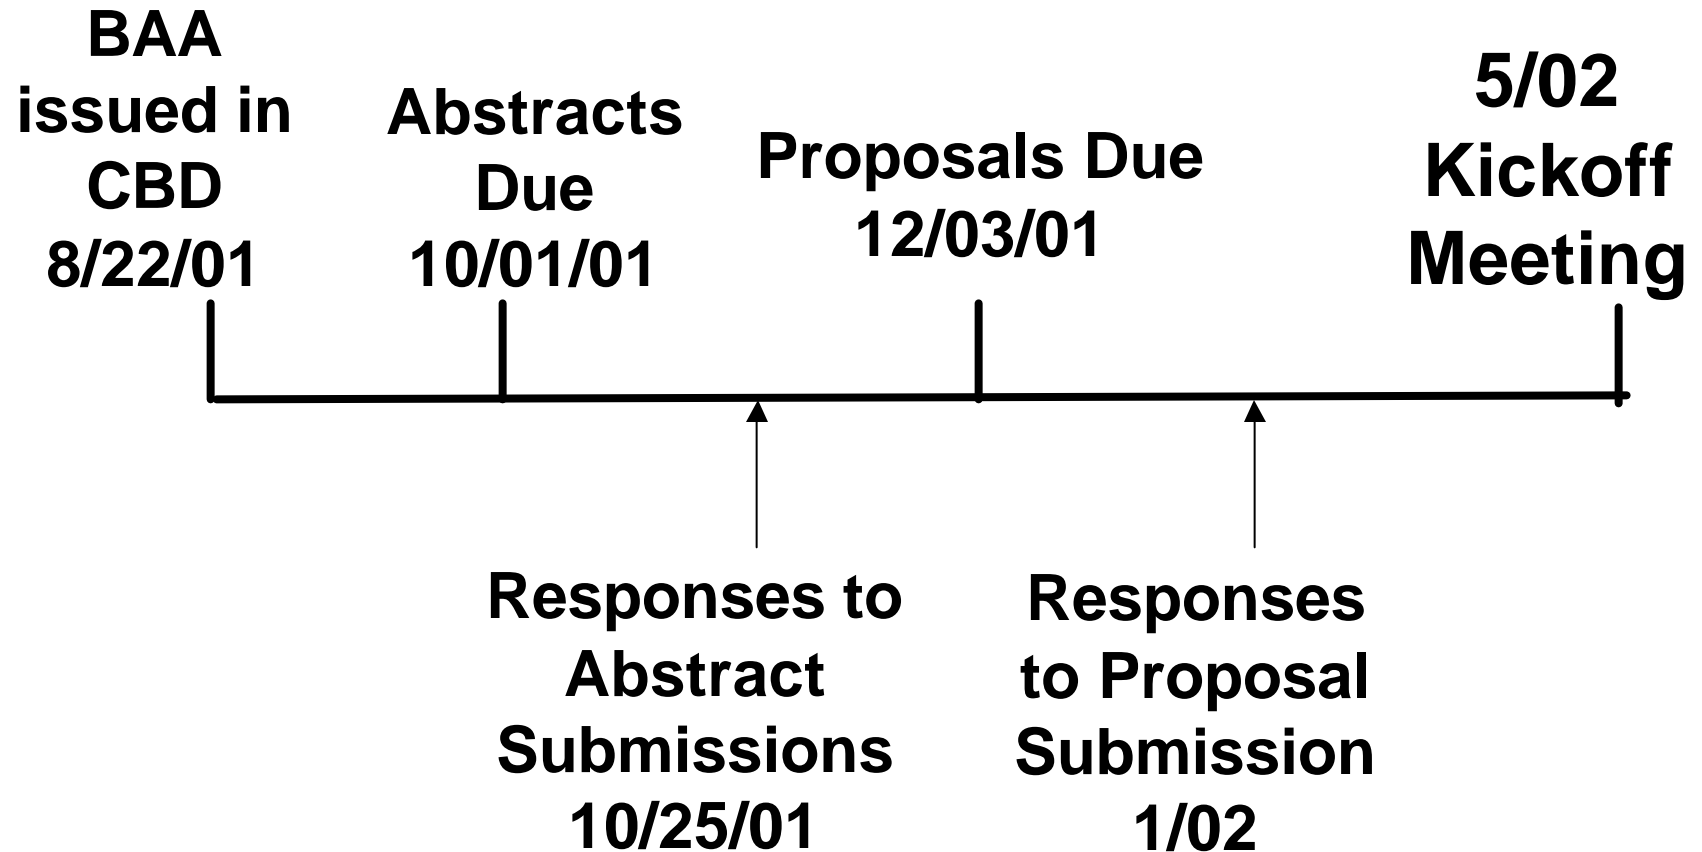 BAA
issued in
CBD
8/22/01
Abstracts
Due
10/01/01
Proposals Due
12/03/01
5/02
Kickoff
Meeting
Responses to
Abstract
Submissions
10/25/01
Responses
to Proposal
Submission
1/02